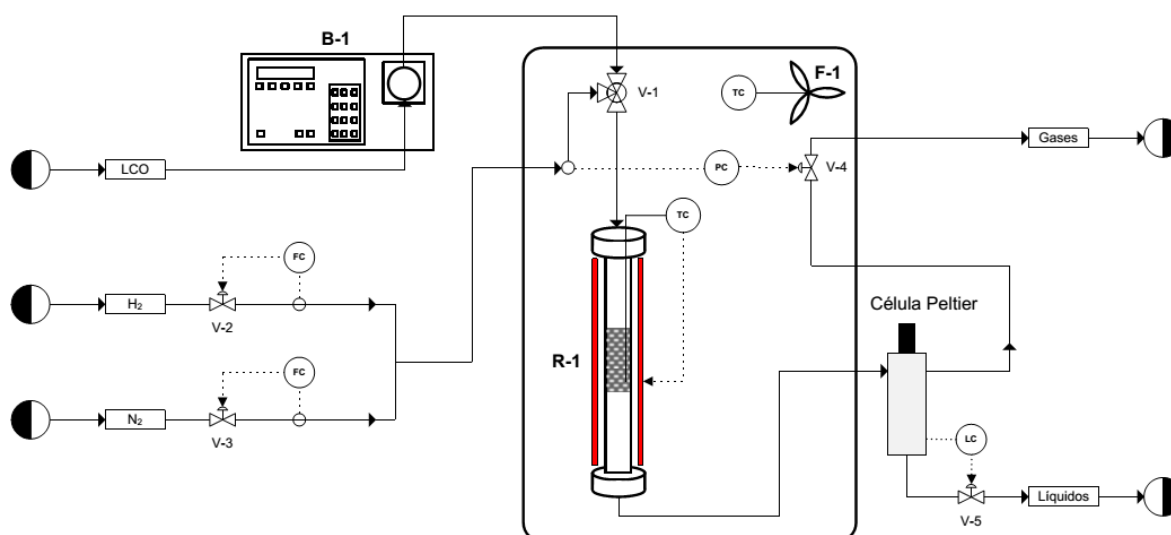 B-1
F-1
TC
V-1
Gases
LCO
PC
V-4
TC
FC
H₂
V-2
Célula Peltier
R-1
FC
N₂
V-3
LC
Líquidos
V-5